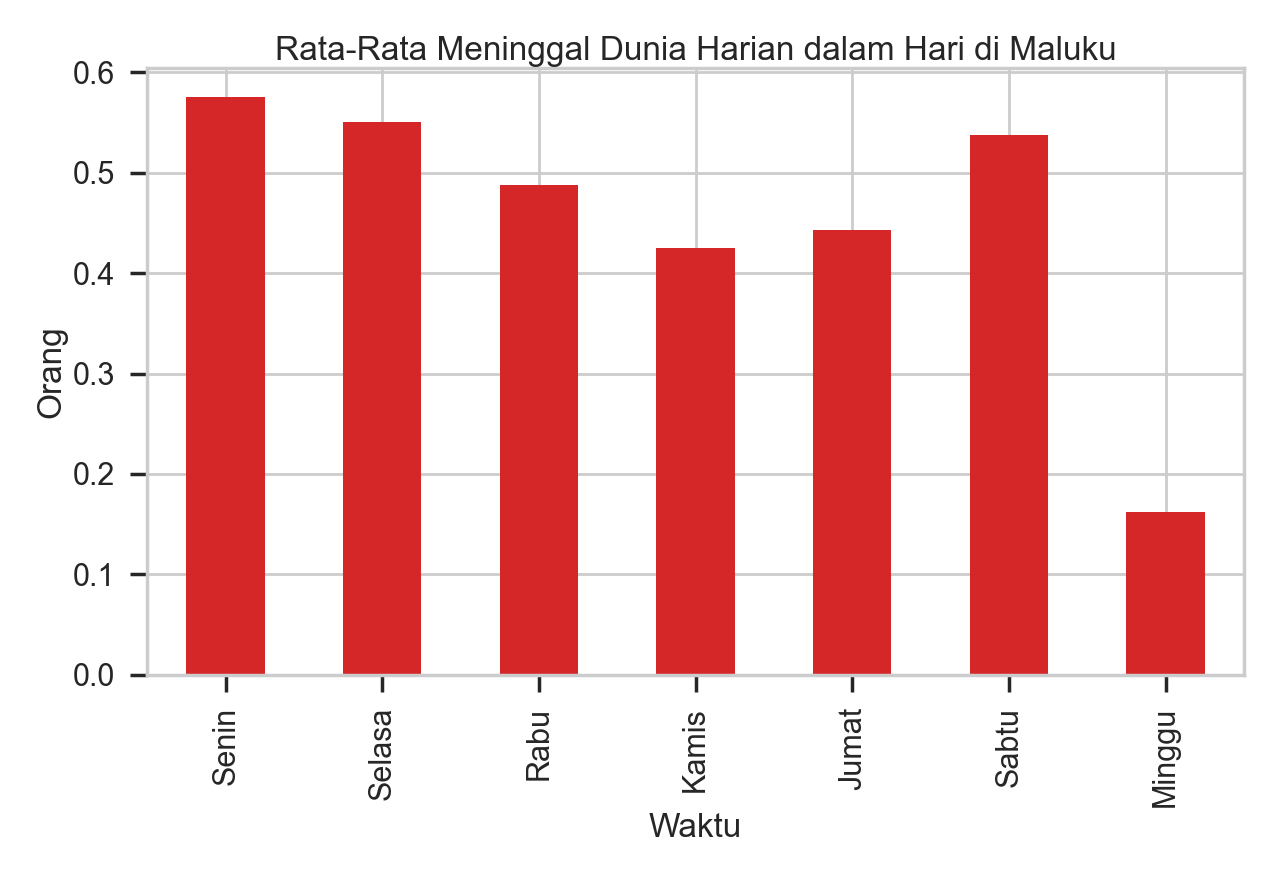 Rata-Rata Meninggal Dunia Harian dalam Hari di Maluku
0.6
0.5
0.4
0.3
0.2
0.1
0.0
Orang
Senin
Selasa
Rabu
Kamis
Jumat
Sabtu
Minggu
Waktu